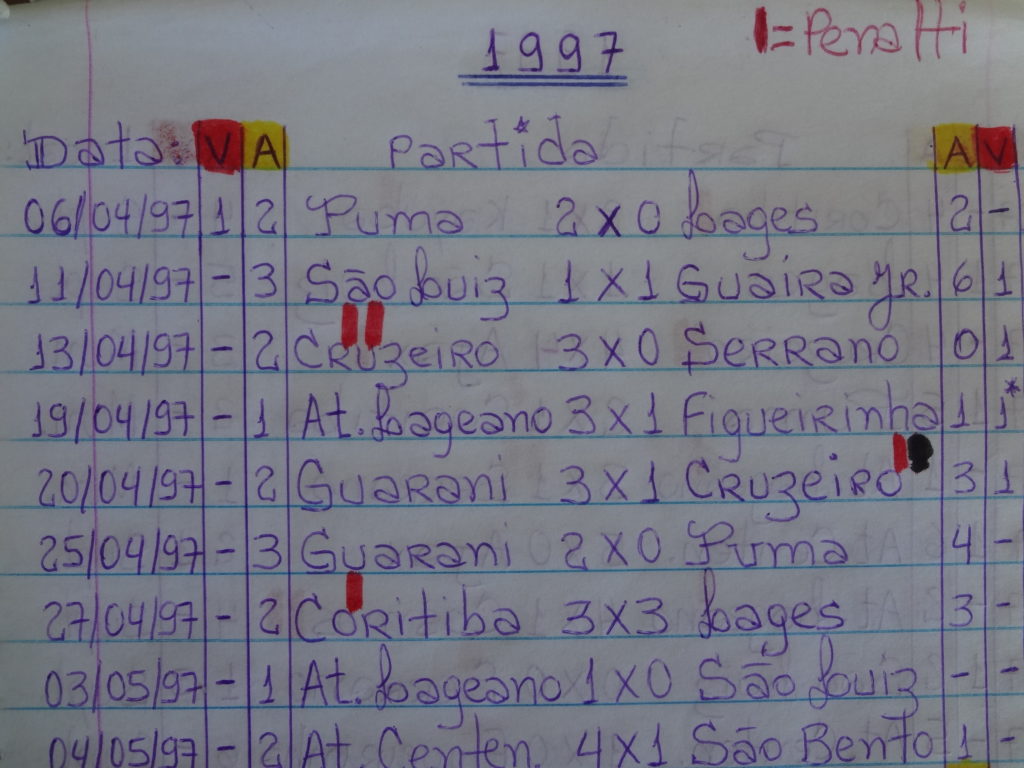 1997
= Penalti
Data V A Partida A V
06/04/97 1 2 Puma 2 x 0 Lages 2 -
11/04/97 - 3 São Luiz 1 x 1 Guaira Jr. 6 1
13/04/97 - 2 Cruzeiro 3 x 0 Serrano 0 1
19/04/97 - 1 At. Lageano 3 x 1 Figueirinha 1 1*
20/04/97 - 2 Guarani 3 x 1 Cruzeiro 3 1
25/04/97 - 3 Guarani 2 x 0 Puma 4 -
27/04/97 - 2 Coritiba 3 x 3 Lages 3 -
03/05/97 - 1 At. Lageano 1 x 0 São Luiz - -
04/05/97 - 2 At. Centen. 4 x 1 São Bento 1 -